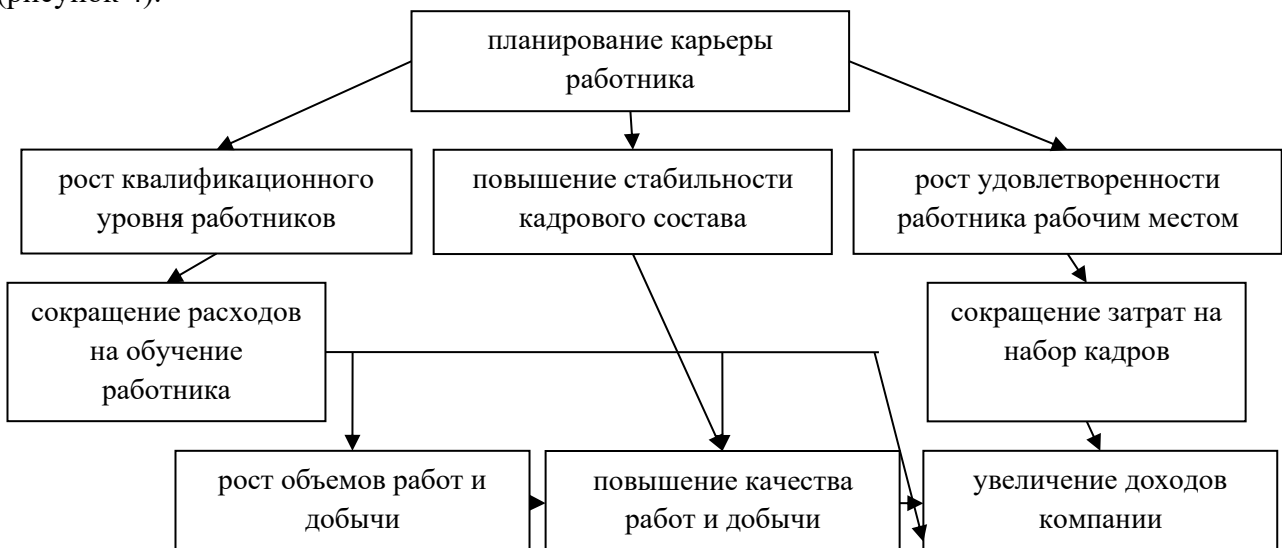 (рисунок 4).
планирование карьеры
работника
рост квалификационного
уровня работников
повышение стабильности
кадрового состава
рост удовлетворенности
работника рабочим местом
сокращение расходов
на обучение
работника
сокращение затрат на
набор кадров
рост объемов работ и
добычи
повышение качества
работ и добычи
увеличение доходов
компании